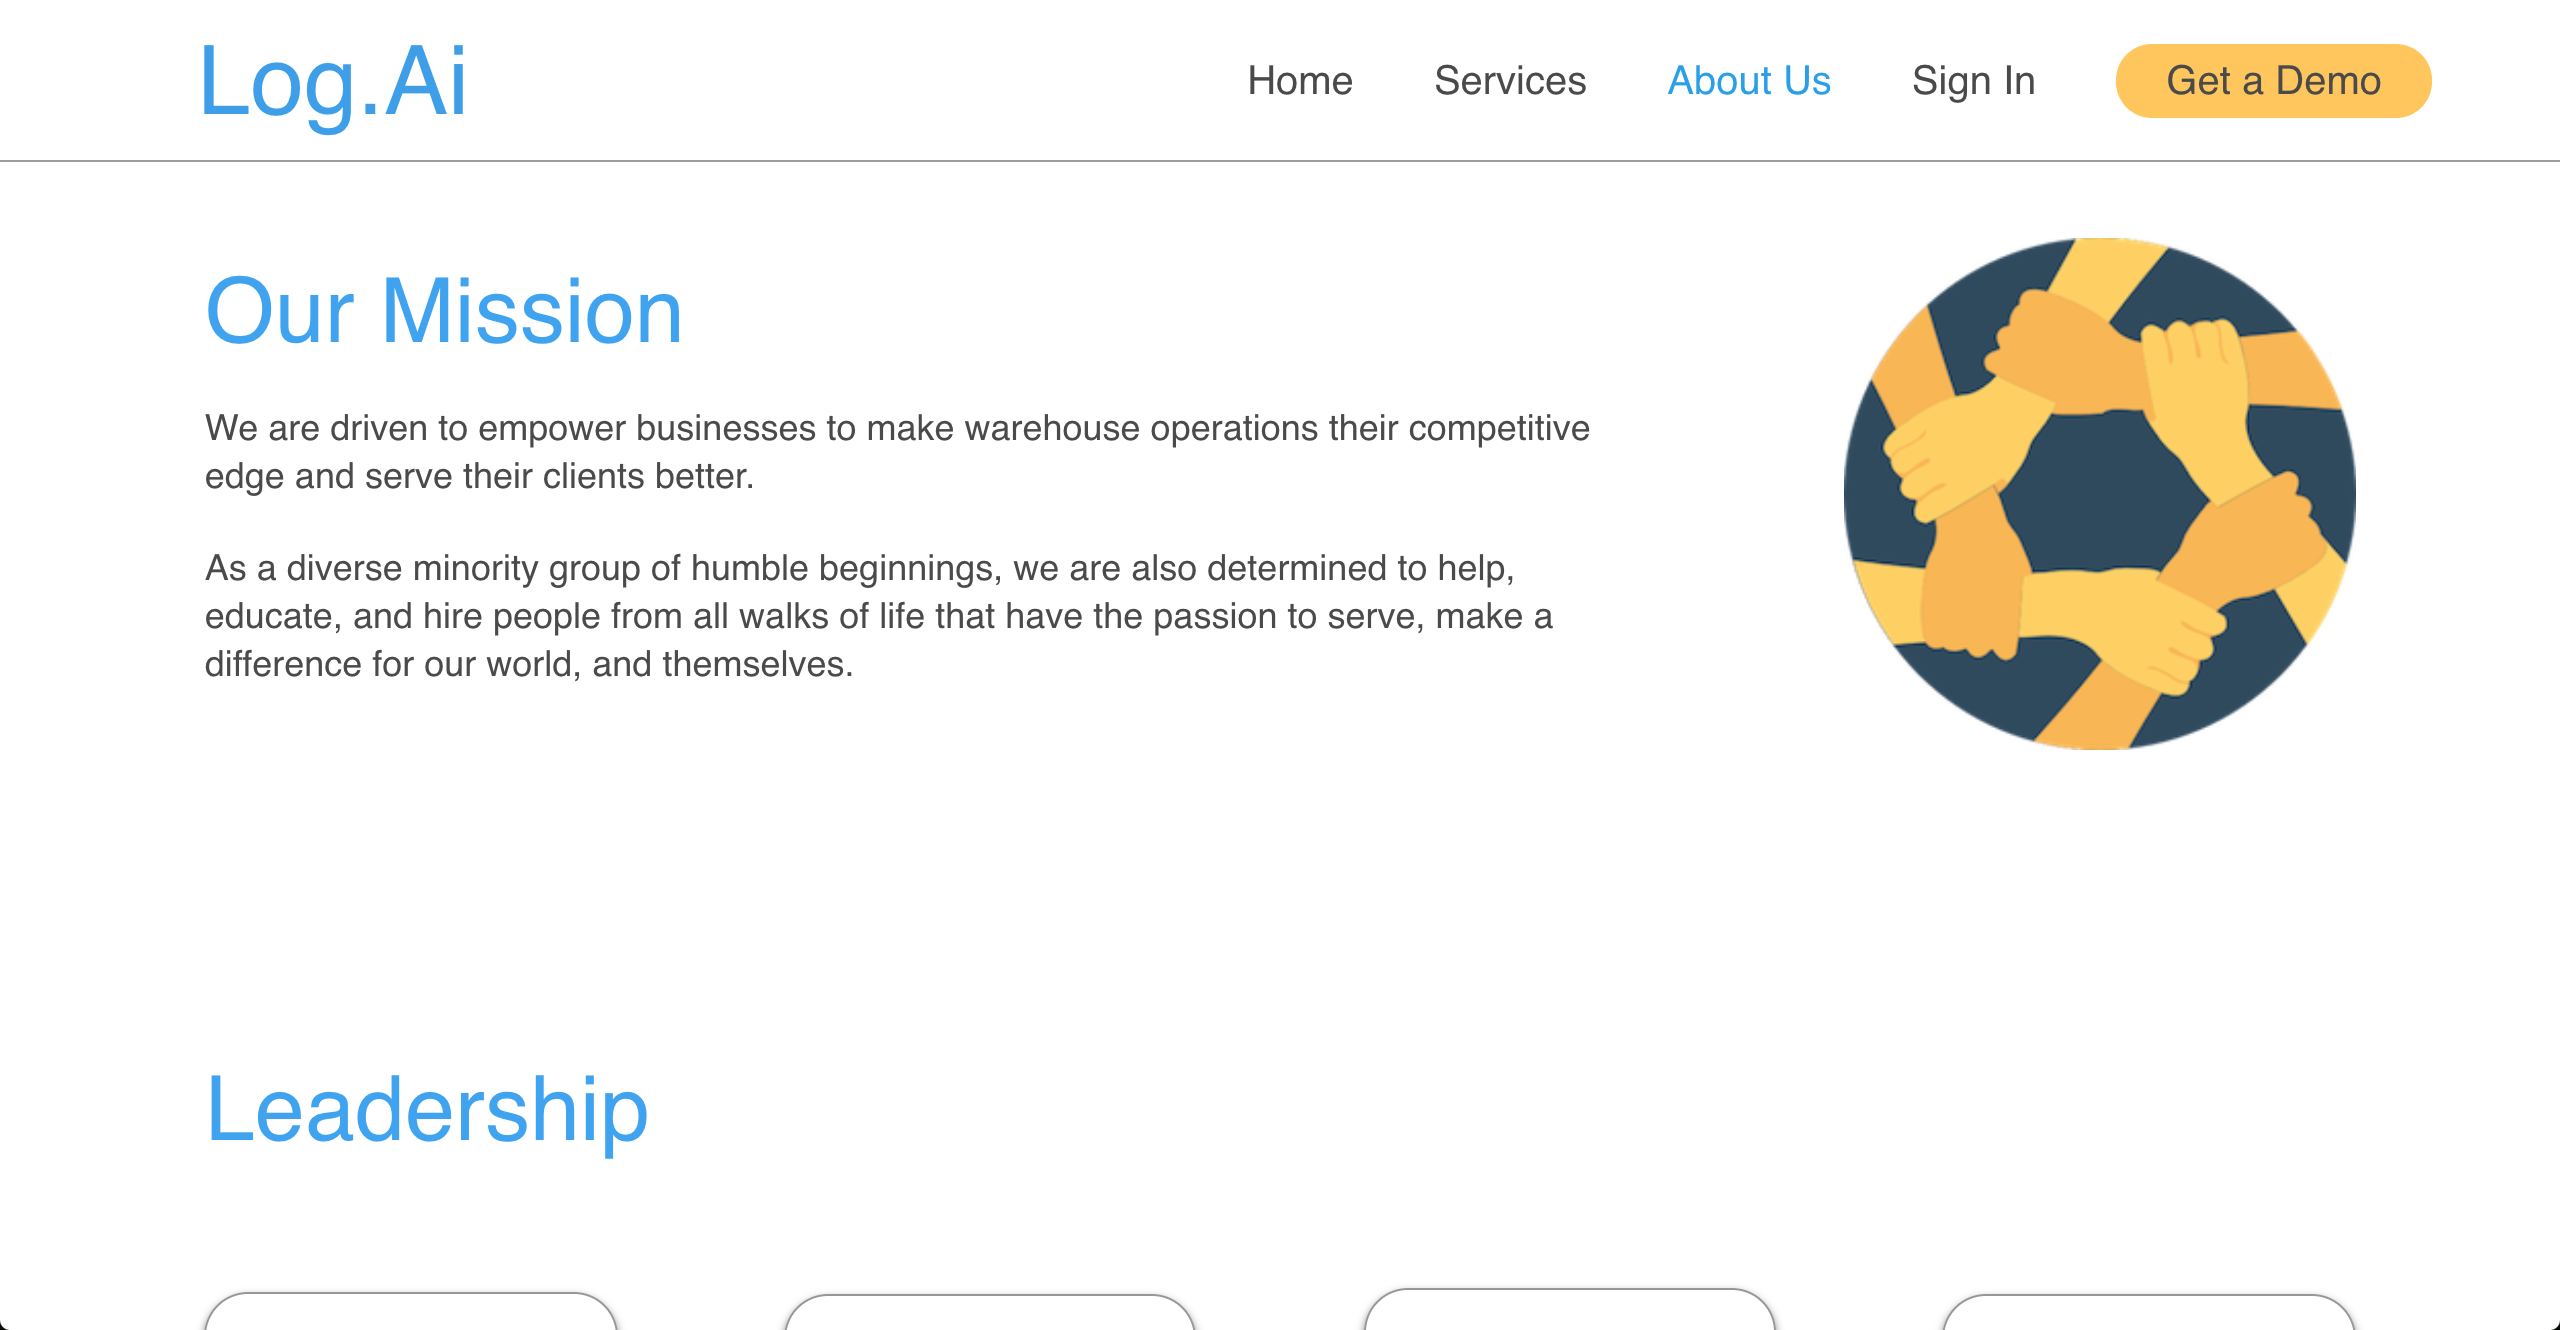 Log.Ai
Home
Services
About Us
Sign In
Get a Demo
Our Mission
We are driven to empower businesses to make warehouse operations their competitive
edge and serve their clients better.
As a diverse minority group of humble beginnings, we are also determined to help,
educate, and hire people from all walks of life that have the passion to serve, make a
difference for our world, and themselves.
Leadership